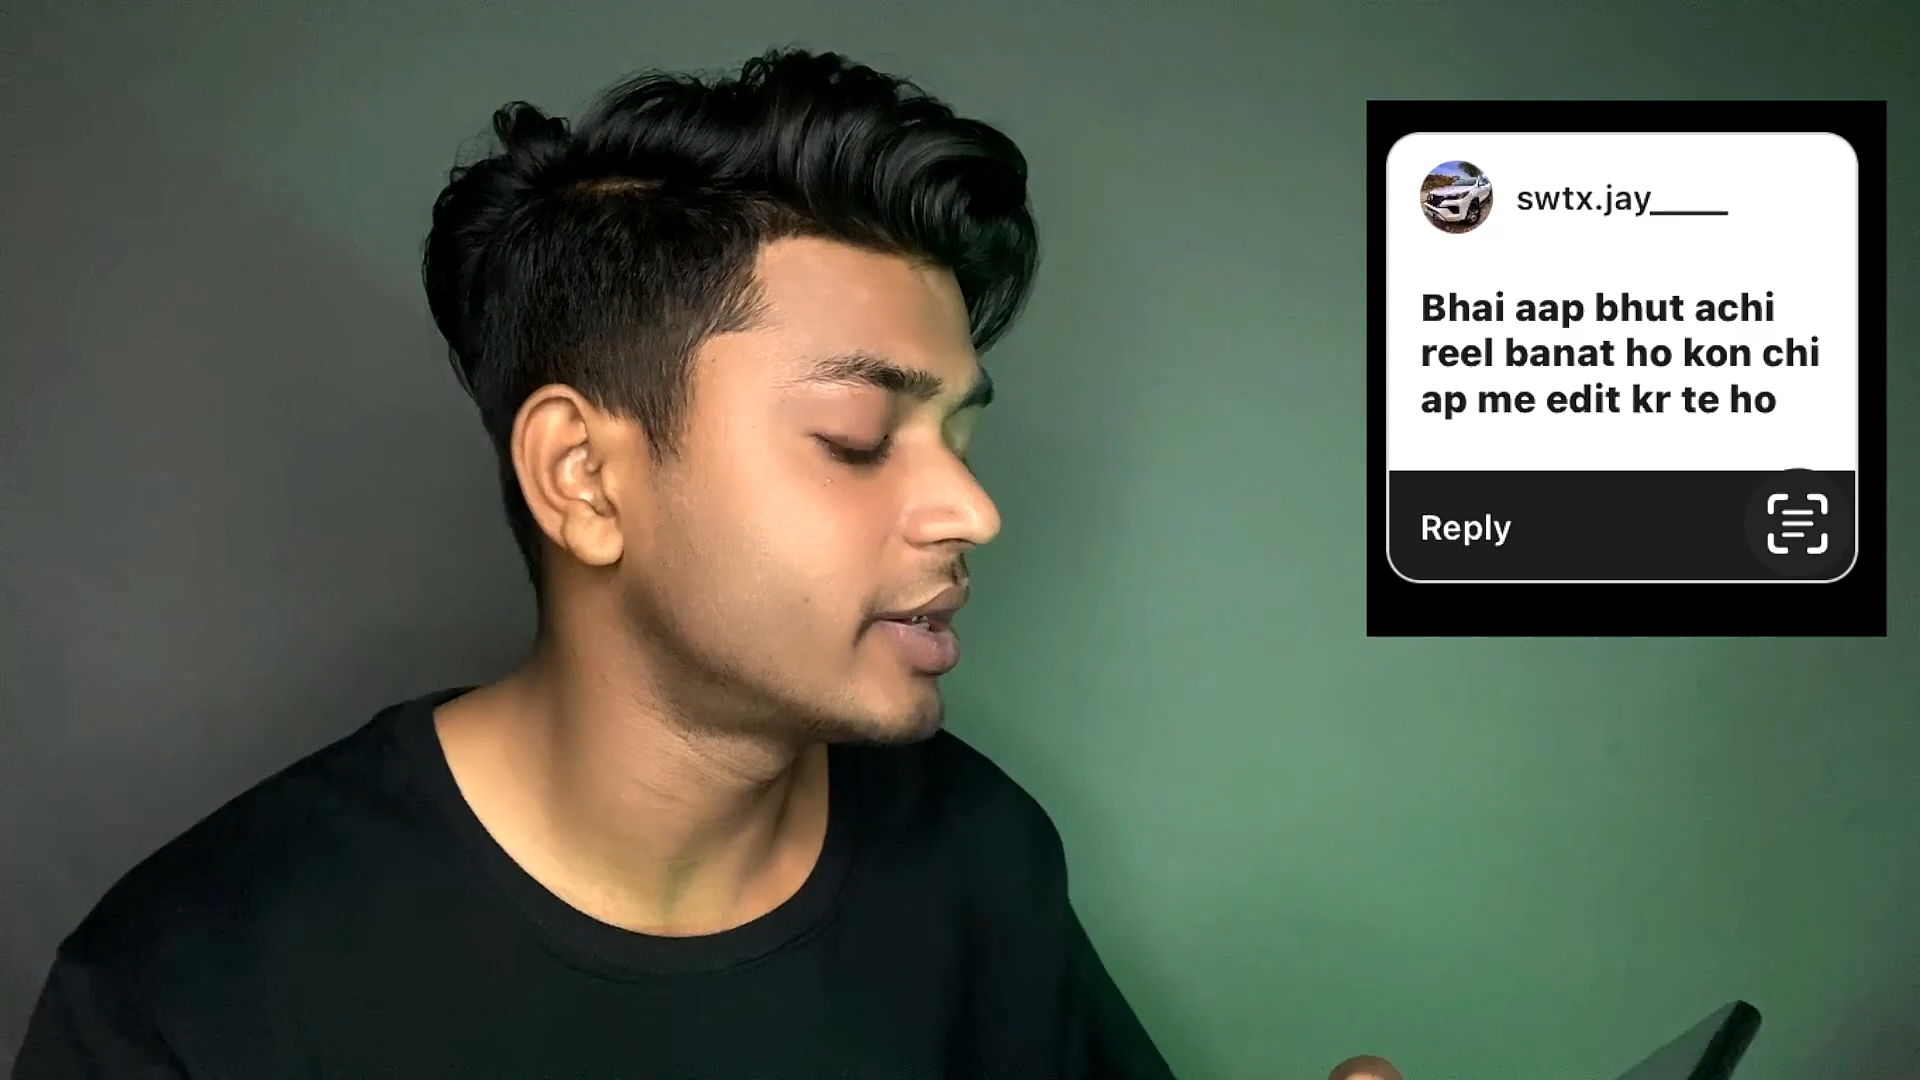 swtx.jay_____
Bhai aap bhut achi
reel banat ho kon chi
ap me edit kr te ho
Reply